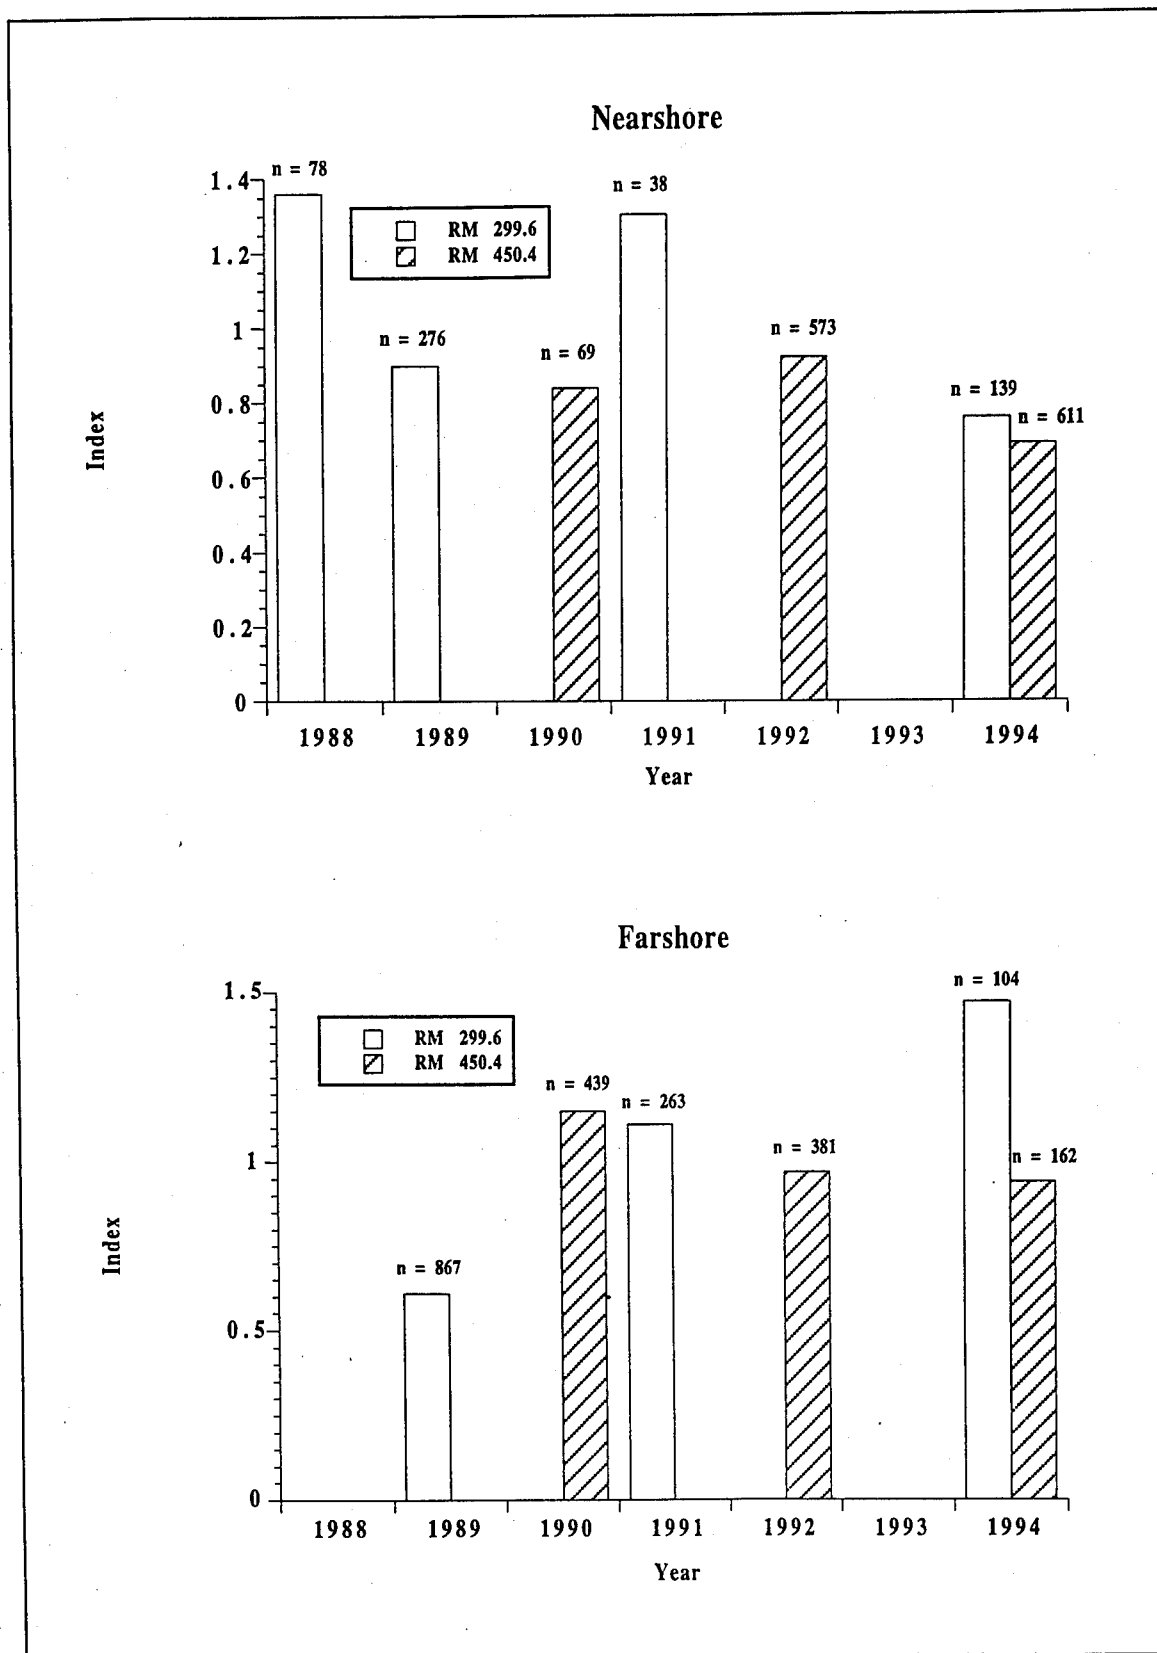 Nearshore
n = 78
n = 38
1.4
RM 299.6
RM 450.4
1.2
n = 276
n = 69
n = 573
1
n = 139
n = 611
0.8
Index
0.6
0.4
0.2
0
1988 1989 1990 1991 1992 1993 1994
Year
Farshore
n = 104
1.5
RM 299.6
RM 450.4
n = 439
n = 263
n = 381
n = 162
1
Index
n = 867
0.5
0
1988 1989 1990 1991 1992 1993 1994
Year